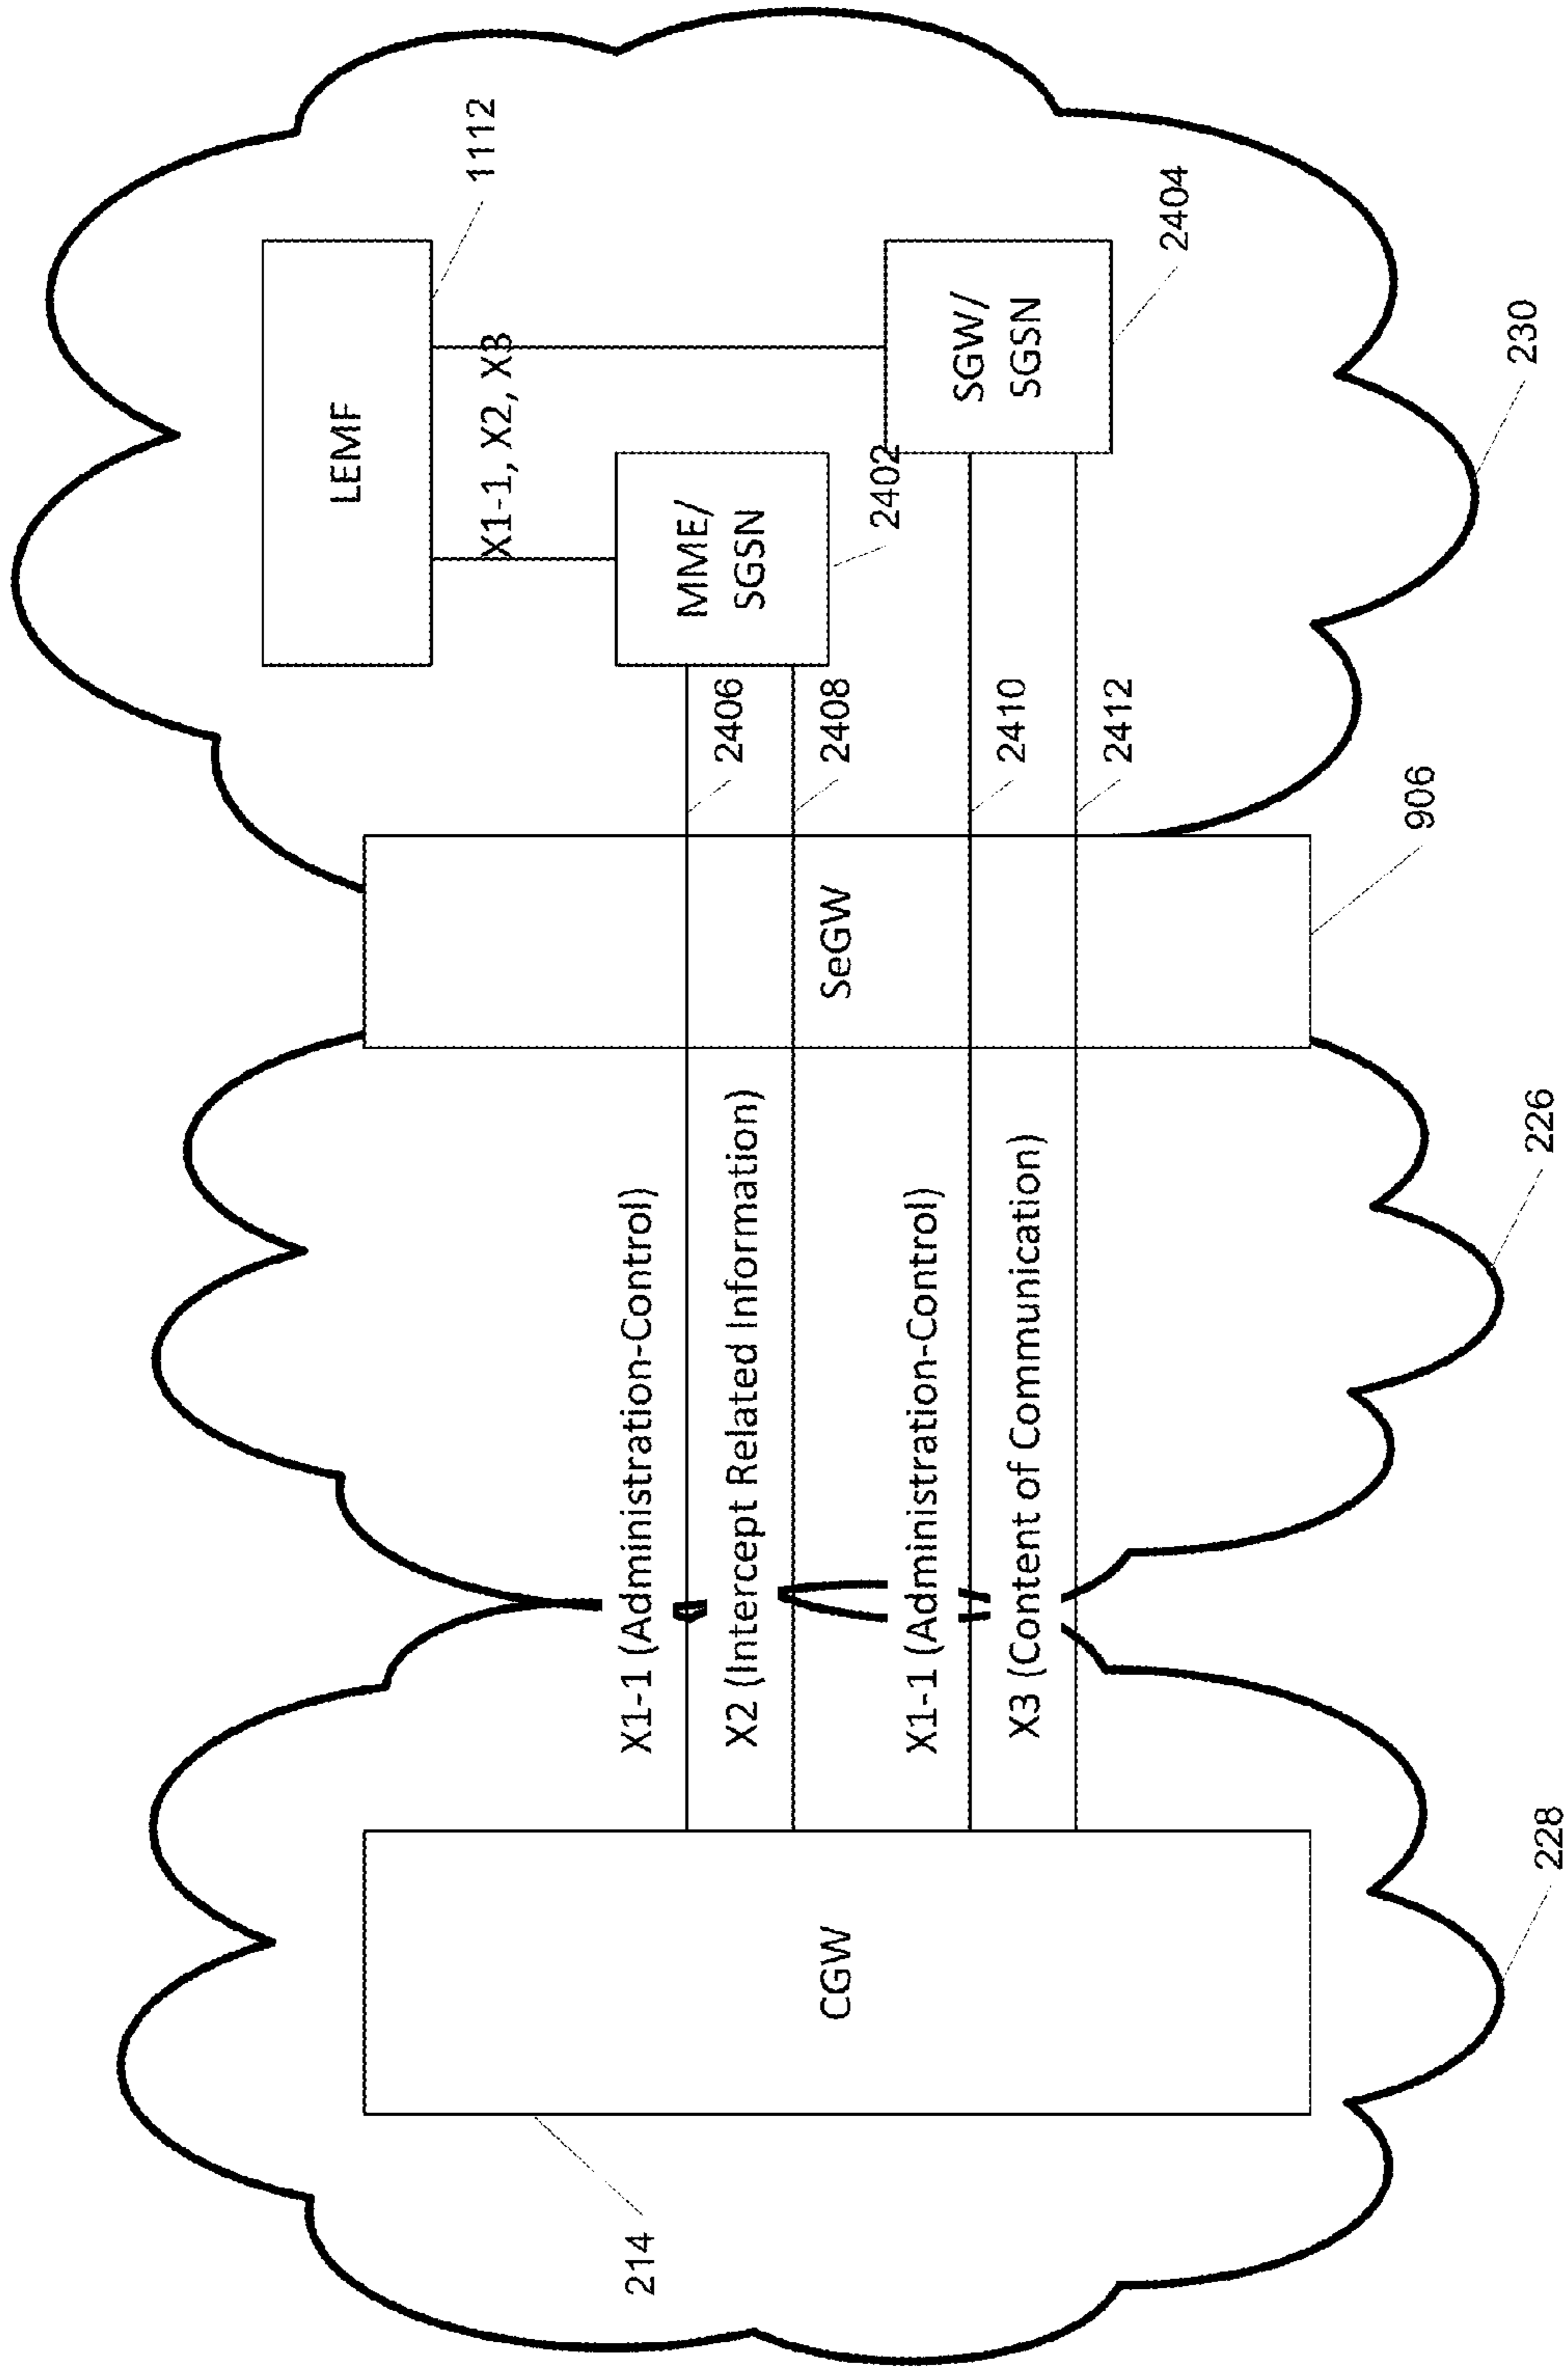 214
CGW
228
X1-1 (Administration-Control)
X2 (Intercept Related Information)
X1-1 (Administration-Control)
X3 (Content of Communication)
226
SeGW
906
2406
2408
2410
2412
LEMF
1112
X1-1, X2, X3
MME/
SGSN
2402
SGW/
SGSN
2404
230